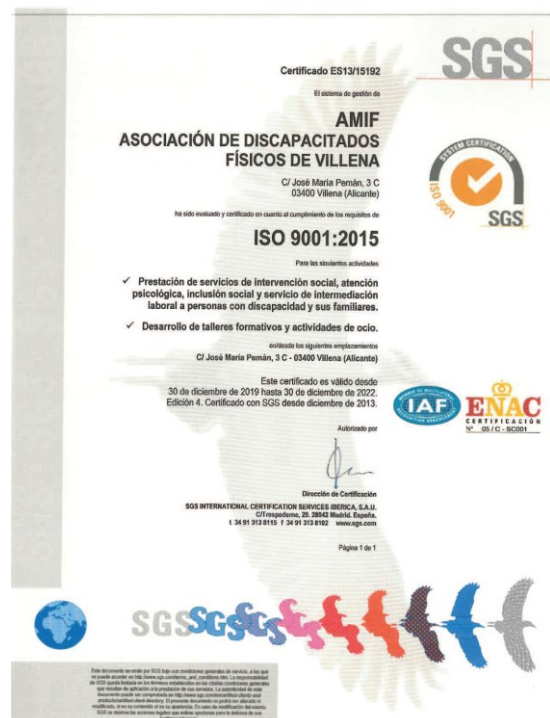 SGS
Certificado ES13/15192
El sistema de gestión de
AMIF
ASOCIACIÓN DE DISCAPACITADOS
FÍSICOS DE VILLENA
C/ José María Pemán, 3 C
03400 Villena (Alicante)
SYSTEM CERTIFICATION
ISO 9001
SGS
ha sido evaluado y certificado en cuanto al cumplimiento de los requisitos de
ISO 9001:2015
Para las siguientes actividades
✓ Prestación de servicios de intervención social, atención
psicológica, inclusión social y servicio de intermediación
laboral a personas con discapacidad y sus familiares.
✓ Desarrollo de talleres formativos y actividades de ocio.
en/desde los siguientes emplazamientos
C/ José María Pemán, 3 C - 03400 Villena (Alicante)
Este certificado es válido desde
30 de diciembre de 2019 hasta 30 de diciembre de 2022.
Edición 4. Certificado con SGS desde diciembre de 2013.
IAF
ENAC
CERTIFICACIÓN
Nº 05 / C - SC001
Autorizado por
Dirección de Certificación
SGS INTERNATIONAL CERTIFICATION SERVICES IBERICA, S.A.U.
C/Trespaderne, 29. 28042 Madrid. España.
t 34 91 313 8115 f 34 91 313 8102 www.sgs.com
Página 1 de 1
SGSSGSSGS